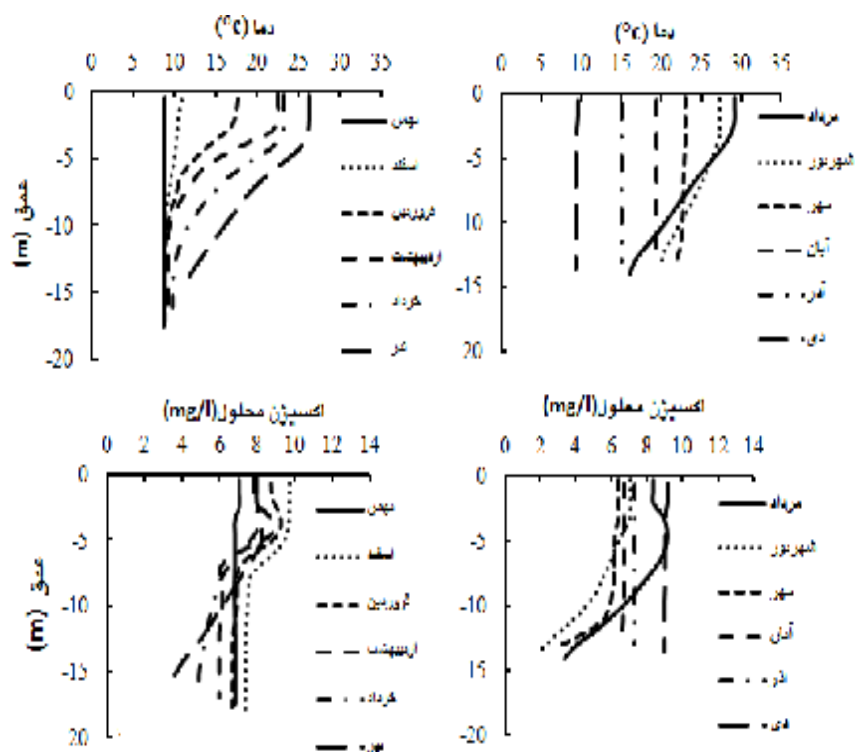 دما (°C)
0 5 10 15 20 25 30 35
0
-5
-10
-15
-20
عمق (m)
بهمن
اسفند
فروردین
اردیبهشت
خرداد
تیر
دما (°C)
0 5 10 15 20 25 30 35
0
-5
-10
-15
-20
مرداد
شهریور
مهر
آبان
آذر
دی
اکسیژن محلول (mg/l)
0 2 4 6 8 10 12 14
0
-5
-10
-15
20
عمق (m)
بهمن
اسفند
فروردین
اردیبهشت
خرداد
تیر
اکسیژن محلول (mg/l)
0 2 4 6 8 10 12 14
0
-5
-10
-15
-20
مرداد
شهریور
مهر
آبان
آذر
دی